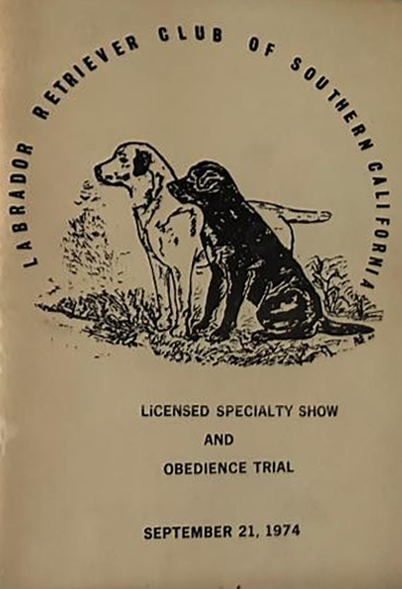 LABRADOR RETRIEVER CLUB OF SOUTHERN CALIFORNIA
LiCENSED SPECIALTY SHOW
AND
OBEDIENCE TRIAL
SEPTEMBER 21, 1974